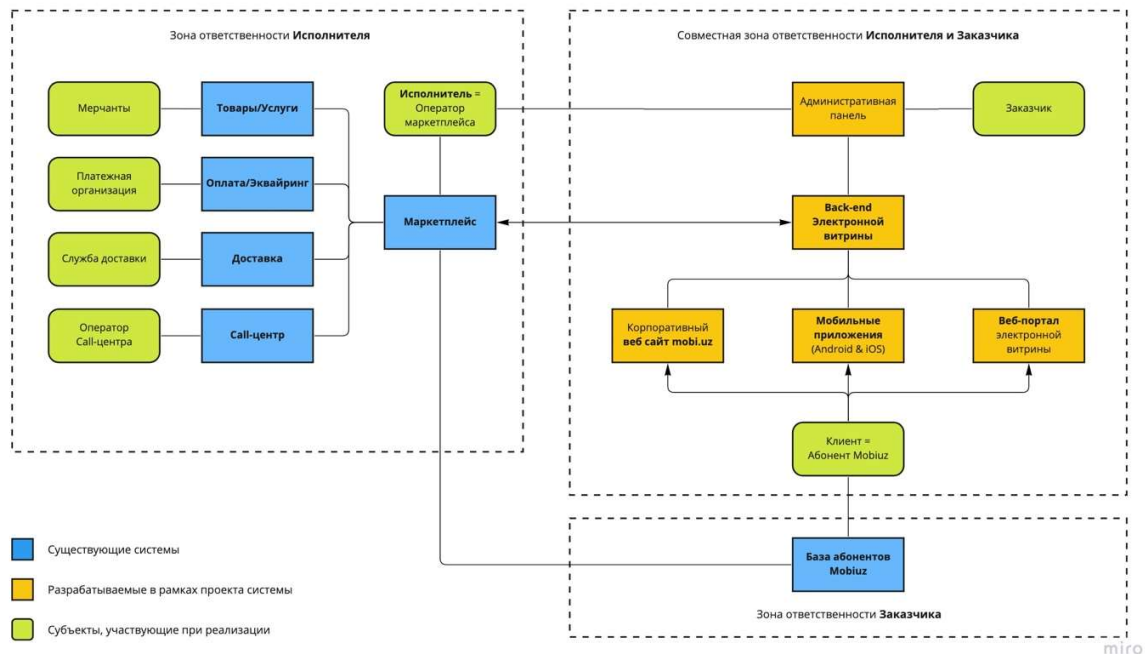 Зона ответственности Исполнителя
Мерчанты
Товары/Услуги
Исполнитель =
Оператор
маркетплейса
Платежная
организация
Оплата/Эквайринг
Маркетплейс
Служба доставки
Доставка
Оператор
Call-центра
Call-центр
Совместная зона ответственности Исполнителя и Заказчика
Административная
панель
Заказчик
Back-end
Электронной
витрины
Корпоративный
веб сайт mobi.uz
Мобильные
приложения
(Android & iOS)
Веб-портал
электронной
витрины
Клиент =
Абонент Mobiuz
База абонентов
Mobiuz
Зона ответственности Заказчика
Существующие системы
Разрабатываемые в рамках проекта системы
Субъекты, участвующие при реализации
miro